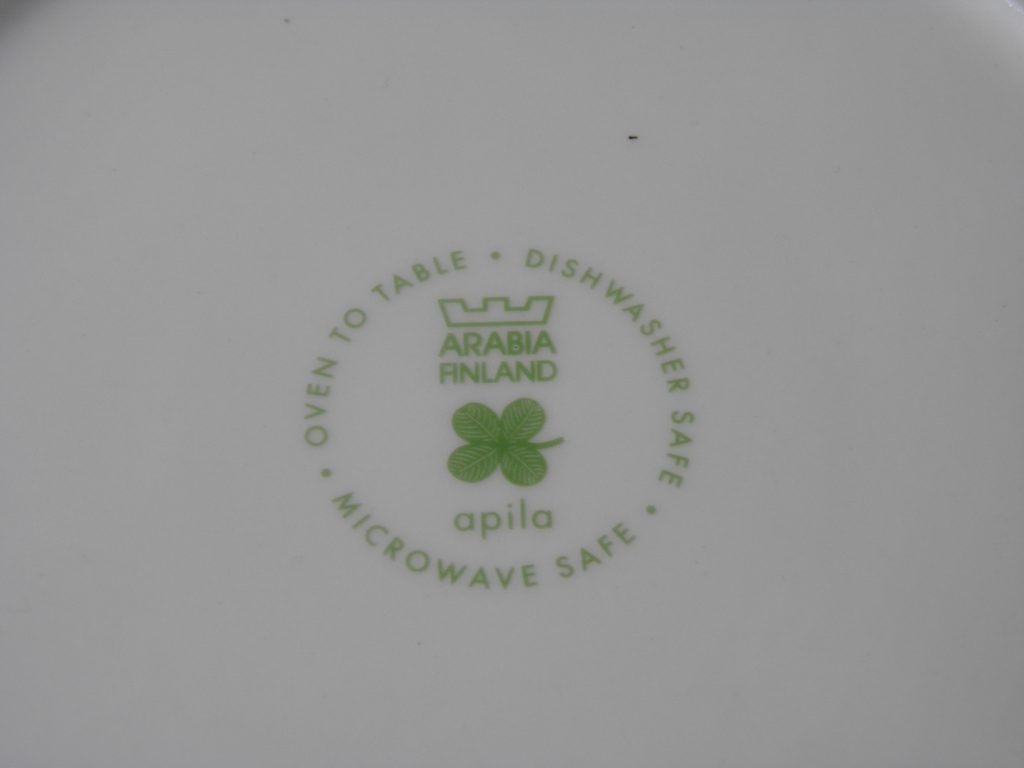 OVEN TO TABLE • DISHWASHER SAFE • MICROWAVE SAFE •
ARABIA
FINLAND
apila